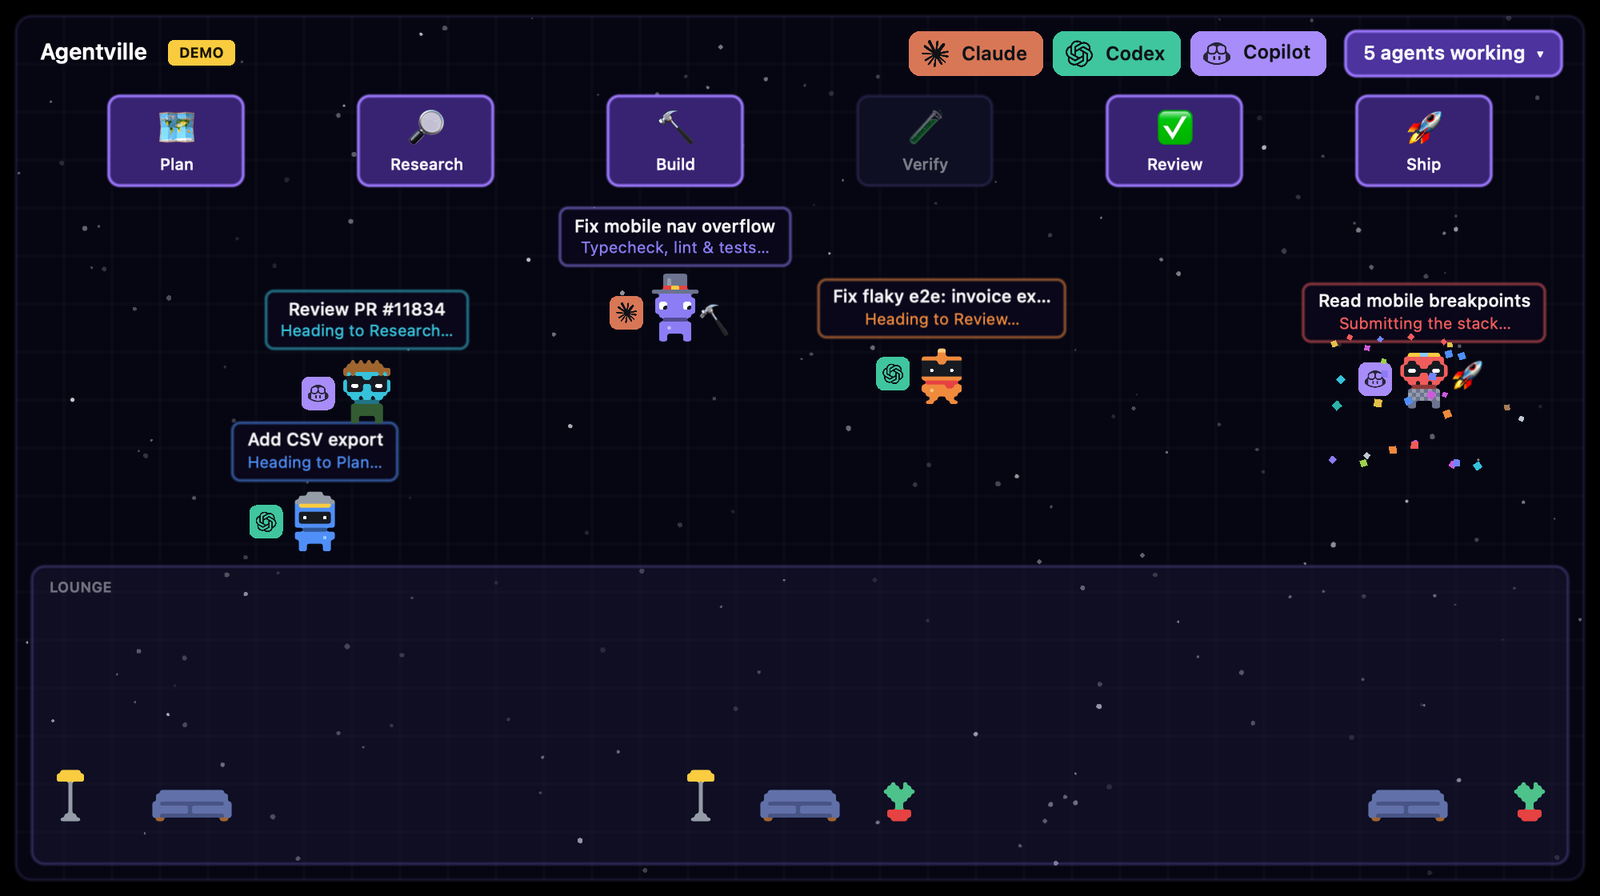 Agentville
DEMO
Claude
Codex
Copilot
5 agents working ▾
Plan
Research
Build
Verify
Review
Ship
Fix mobile nav overflow
Typecheck, lint & tests...
Fix flaky e2e: invoice ex...
Heading to Review...
Read mobile breakpoints
Submitting the stack...
Review PR #11834
Heading to Research...
Add CSV export
Heading to Plan...
LOUNGE